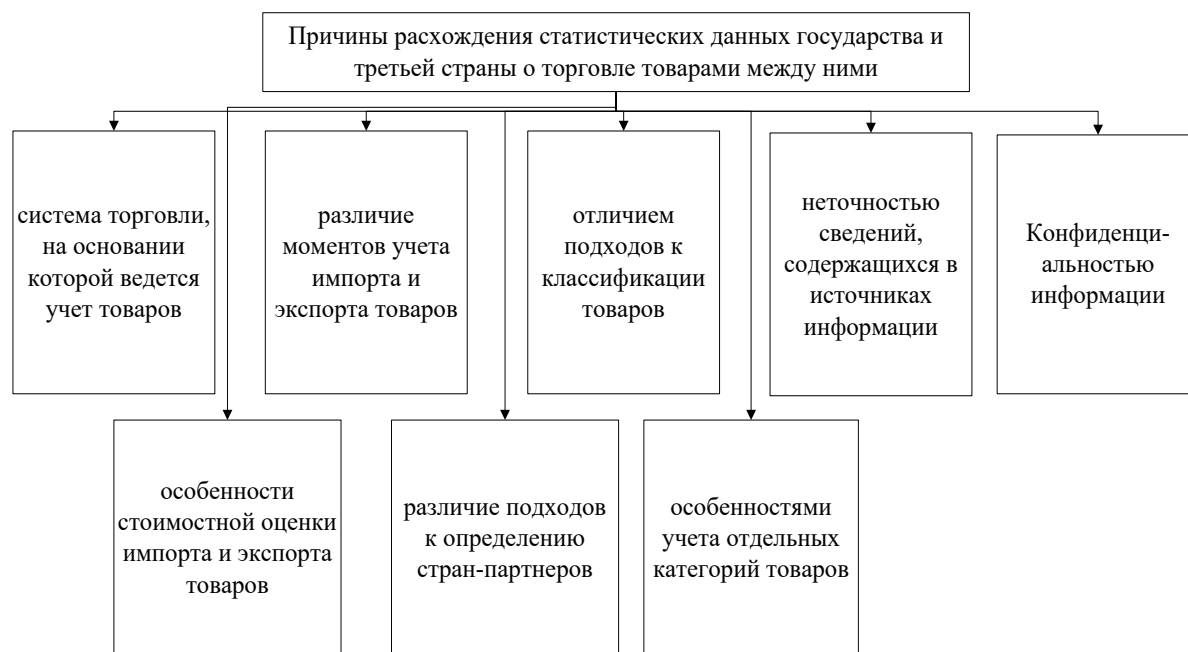 Причины расхождения статистических данных государства и
третьей страны о торговле товарами между ними
система торговли,
на основании
которой ведется
учет товаров
различие
моментов учета
импорта и
экспорта товаров
отличием
подходов к
классификации
товаров
неточностью
сведений,
содержащихся в
источниках
информации
Конфиденци-
альностью
информации
особенности
стоимостной оценки
импорта и экспорта
товаров
различие подходов
к определению
стран-партнеров
особенностями
учета отдельных
категорий товаров